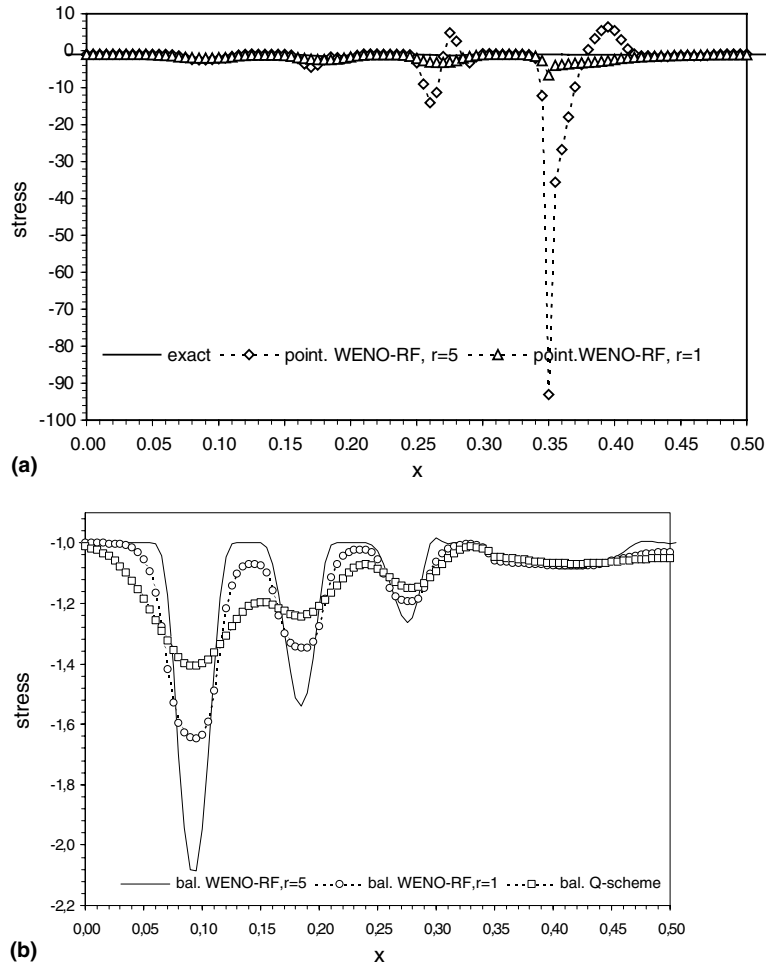 10
0
-10
-20
-30
-40
-50
-60
-70
-80
-90
-100
stress
exact point. WENO-RF, r=5 point.WENO-RF, r=1
0.00 0.05 0.10 0.15 0.20 0.25 0.30 0.35 0.40 0.45 0.50
x
(a)
-1,0
-1,2
-1,4
-1,6
-1,8
-2,0
-2,2
stress
bal. WENO-RF,r=5 bal. WENO-RF,r=1 bal. Q-scheme
0,00 0,05 0,10 0,15 0,20 0,25 0,30 0,35 0,40 0,45 0,50
x
(b)